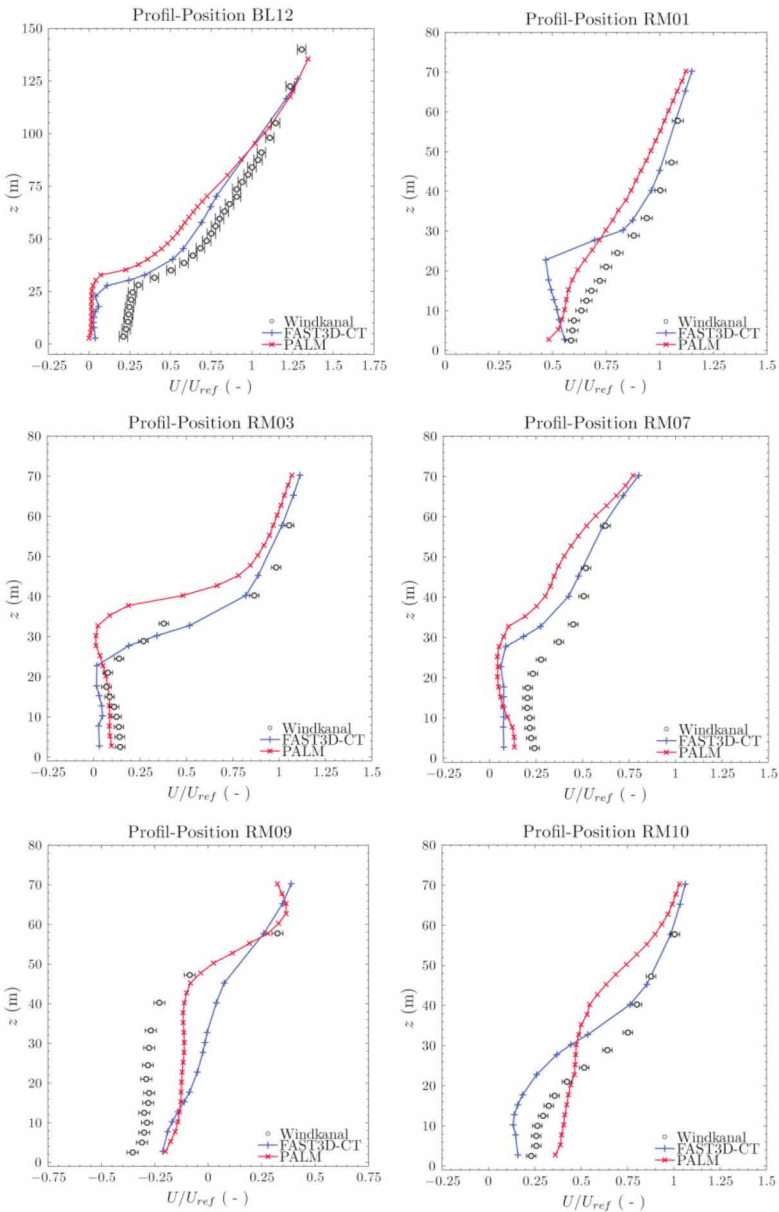 Profil-Position BL12
150
125
100
75
50
25
0
z (m)
−0.25 0 0.25 0.5 0.75 1 1.25 1.5 1.75
U/Uref ( - )
Windkanal
FAST3D-CT
PALM
Profil-Position RM01
80
70
60
50
40
30
20
10
0
z (m)
−0.25 0 0.25 0.5 0.75 1 1.25 1.5
U/Uref ( - )
Windkanal
FAST3D-CT
PALM
Profil-Position RM03
80
70
60
50
40
30
20
10
0
z (m)
−0.25 0 0.25 0.5 0.75 1 1.25 1.5
U/Uref ( - )
Windkanal
FAST3D-CT
PALM
Profil-Position RM07
80
70
60
50
40
30
20
10
0
z (m)
−0.25 0 0.25 0.5 0.75 1 1.25 1.5
U/Uref ( - )
Windkanal
FAST3D-CT
PALM
Profil-Position RM09
80
70
60
50
40
30
20
10
0
z (m)
−0.75 −0.5 −0.25 0 0.25 0.5 0.75
U/Uref ( - )
Windkanal
FAST3D-CT
PALM
Profil-Position RM10
80
70
60
50
40
30
20
10
0
z (m)
−0.25 0 0.25 0.5 0.75 1 1.25 1.5
U/Uref ( - )
Windkanal
FAST3D-CT
PALM